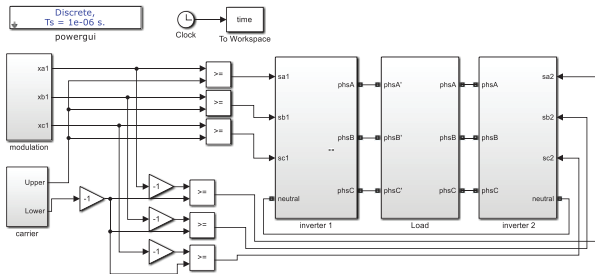 Discrete,
Ts = 1e-06 s.
powergui
Clock
time
To Workspace
xa1
xb1
xc1
modulation
>=
>=
>=
sa1
sb1
sc1
neutral
phsA
phsB
phsC
--
inverter 1
phsA'
phsB'
phsC'
phsA
phsB
phsC
Load
phsA
phsB
phsC
sa2
sb2
sc2
neutral
inverter 2
Upper
Lower
carrier
-1
-1
>=
-1
>=
-1
>=